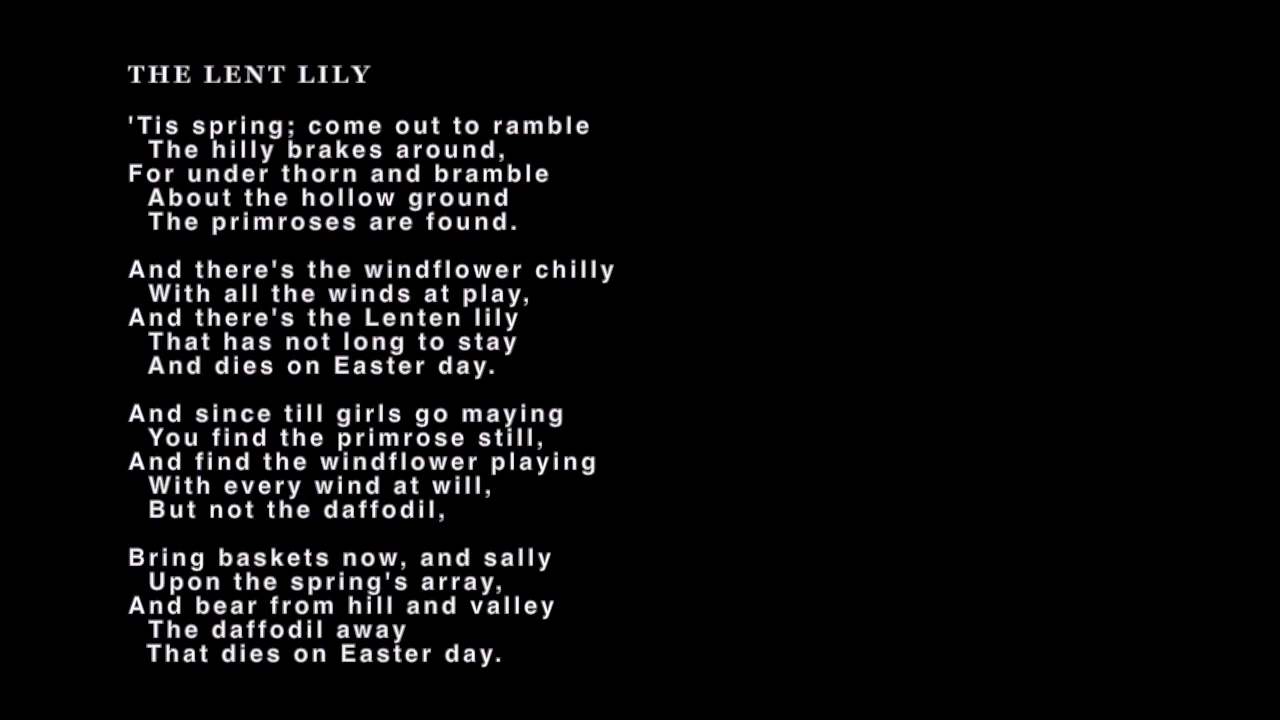 THE LENT LILY
'Tis spring; come out to ramble
The hilly brakes around,
For under thorn and bramble
About the hollow ground
The primroses are found.
And there's the windflower chilly
With all the winds at play,
And there's the Lenten lily
That has not long to stay
And dies on Easter day.
And since till girls go maying
You find the primrose still,
And find the windflower playing
With every wind at will,
But not the daffodil,
Bring baskets now, and sally
Upon the spring's array,
And bear from hill and valley
The daffodil away
That dies on Easter day.